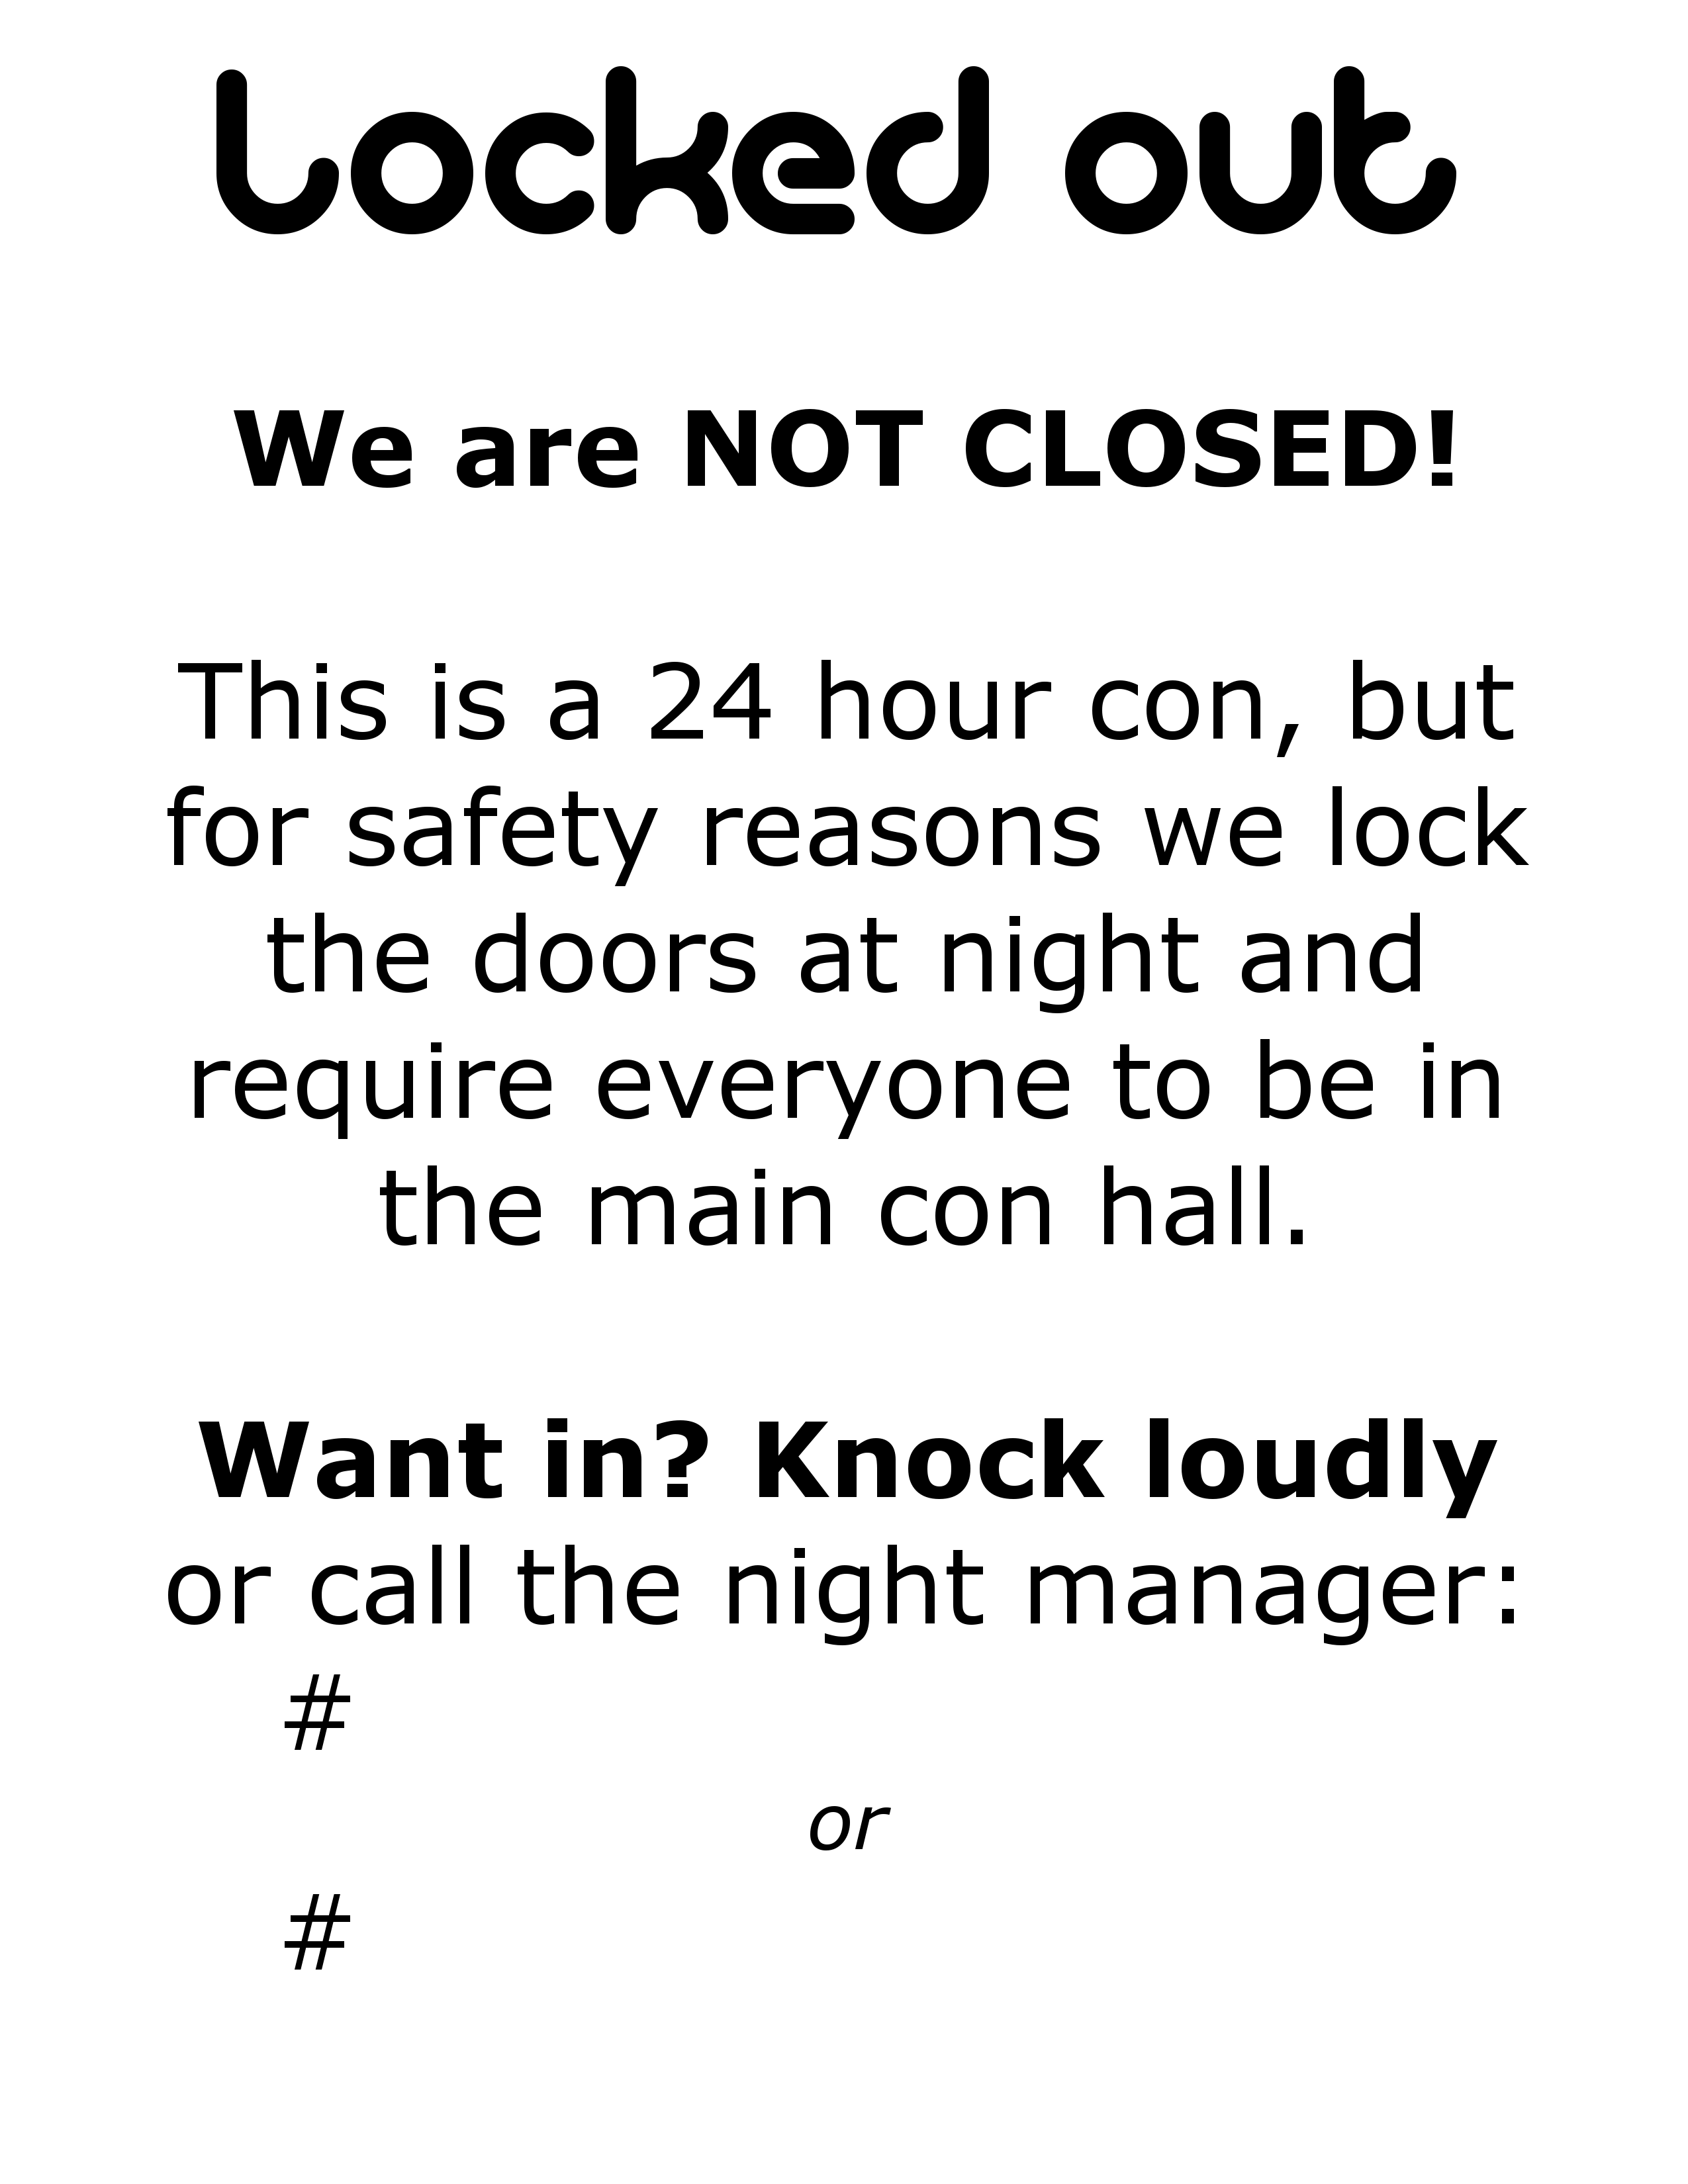 Locked out
We are NOT CLOSED!
This is a 24 hour con, but
for safety reasons we lock
the doors at night and
require everyone to be in
the main con hall.
Want in? Knock loudly
or call the night manager:
#
or
#